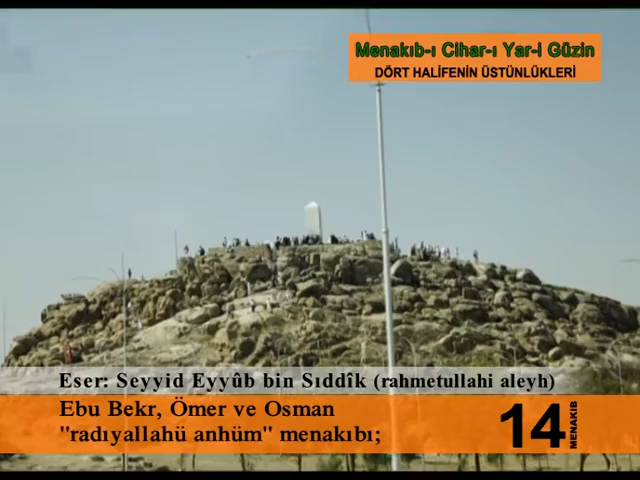 Menakıb-ı Cihar-ı Yar-i Güzin
DÖRT HALİFENİN ÜSTÜNLÜKLERİ
Eser: Seyyid Eyyûb bin Sıddîk (rahmetullahi aleyh)
Ebu Bekr, Ömer ve Osman
"radıyallahü anhüm" menakıbı;
14
MENAKIB